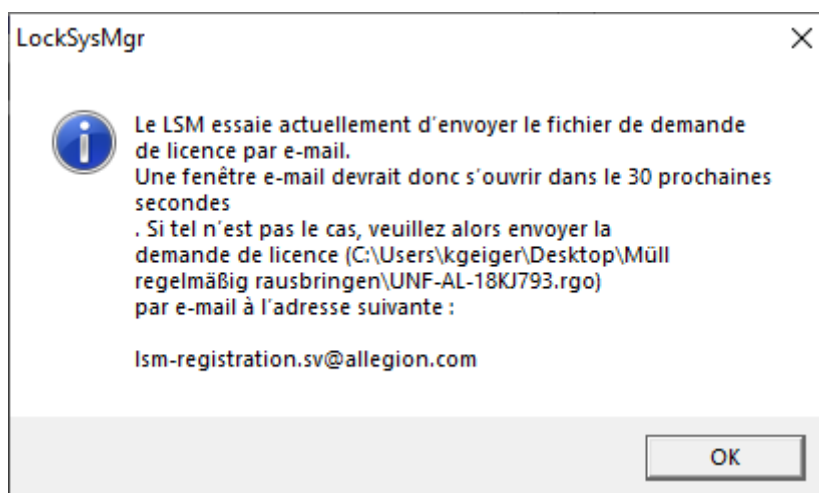 LockSysMgr
Le LSM essaie actuellement d'envoyer le fichier de demande
de licence par e-mail.
Une fenêtre e-mail devrait donc s'ouvrir dans le 30 prochaines
secondes
. Si tel n'est pas le cas, veuillez alors envoyer la
demande de licence (C:\Users\kgeiger\Desktop\Müll
regelmäßig rausbringen\UNF-AL-18KJ793.rgo)
par e-mail à l'adresse suivante :
lsm-registration.sv@allegion.com
OK